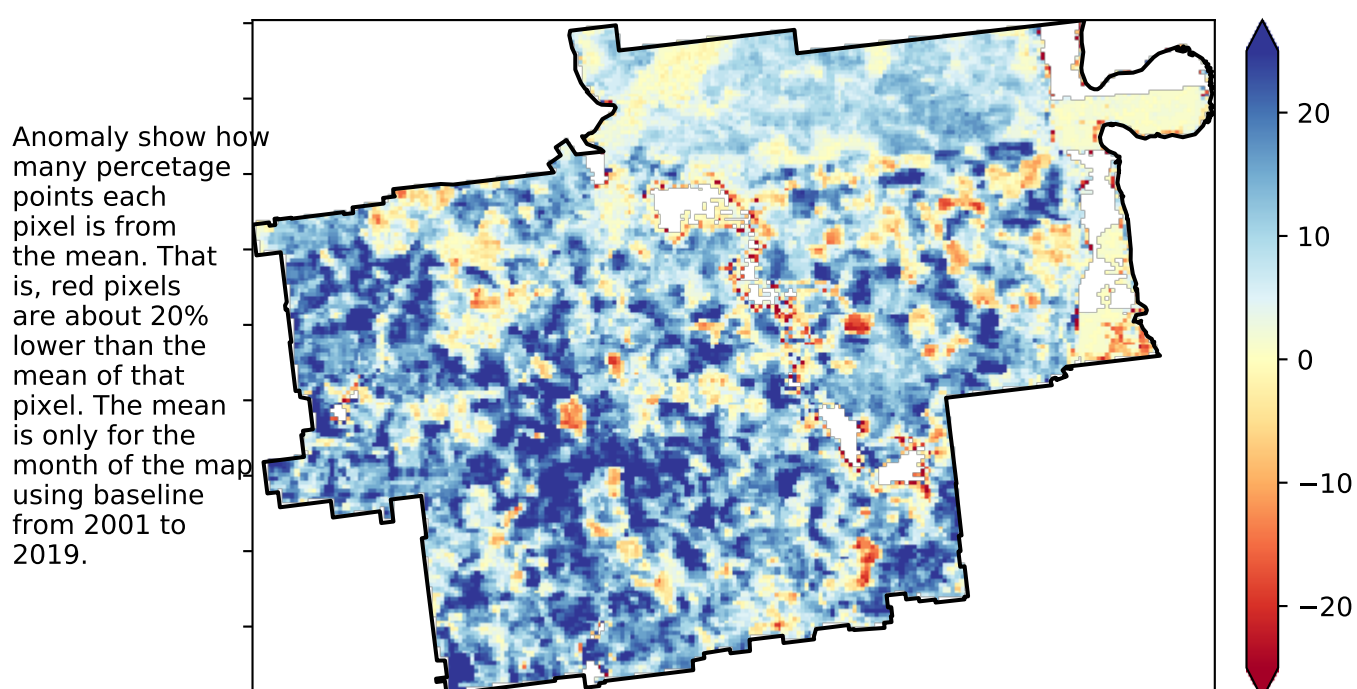 Anomaly show how
many percetage
points each
pixel is from
the mean. That
is, red pixels
are about 20%
lower than the
mean of that
pixel. The mean
is only for the
month of the map
using baseline
from 2001 to
2019.
20
10
0
−10
−20